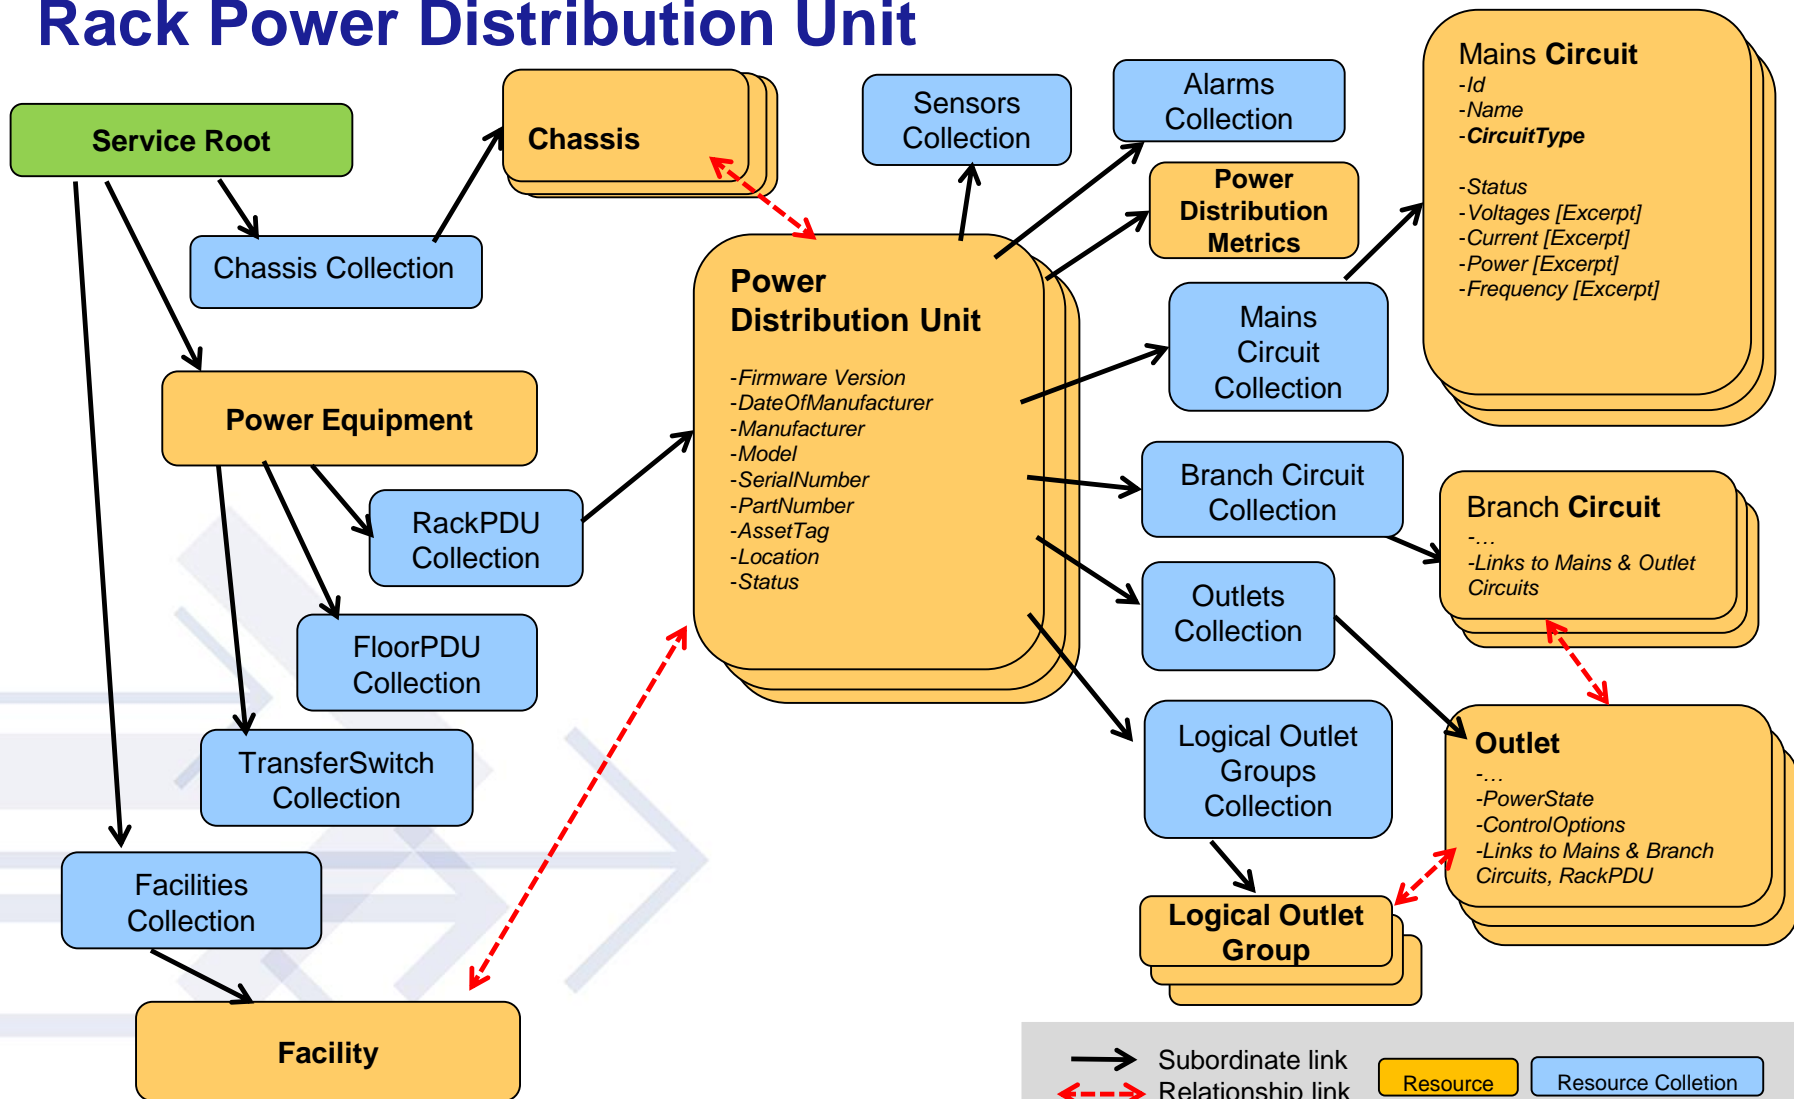 Rack Power Distribution Unit
Service Root
Chassis
Chassis Collection
Power Equipment
RackPDU
Collection
FloorPDU
Collection
TransferSwitch
Collection
Facilities
Collection
Facility
Power
Distribution Unit
-Firmware Version
-DateOfManufacturer
-Manufacturer
-Model
-SerialNumber
-PartNumber
-AssetTag
-Location
-Status
Sensors
Collection
Alarms
Collection
Power
Distribution
Metrics
Mains
Circuit
Collection
Branch Circuit
Collection
Outlets
Collection
Logical Outlet
Groups
Collection
Logical Outlet
Group
Mains Circuit
-Id
-Name
-CircuitType
-Status
-Voltages [Excerpt]
-Current [Excerpt]
-Power [Excerpt]
-Frequency [Excerpt]
Branch Circuit
-...
-Links to Mains & Outlet
Circuits
Outlet
-...
-PowerState
-ControlOptions
-Links to Mains & Branch
Circuits, RackPDU
Subordinate link
Relationship link
Resource
Resource Colletion